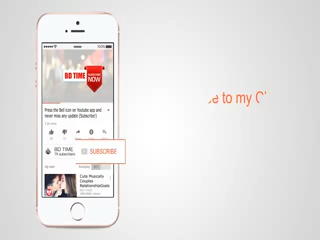 BD TIME
SUBSCRIBE
NOW
Press the Bell icon on Youtube app and
never miss any update (Subscribe)
BD TIME
SUBSCRIBE
Cute Musically
Couples
RelationshipGoals
e to my C